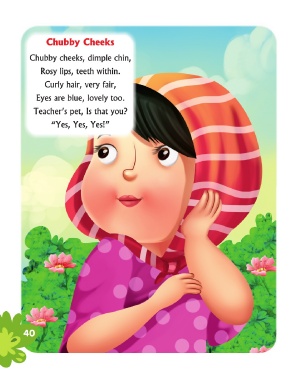 Chubby Cheeks
Chubby cheeks, dimple chin,
Rosy lips, teeth within.
Curly hair, very fair,
Eyes are blue, lovely too.
Teacher's pet, Is that you?
"Yes, Yes, Yes!"
40